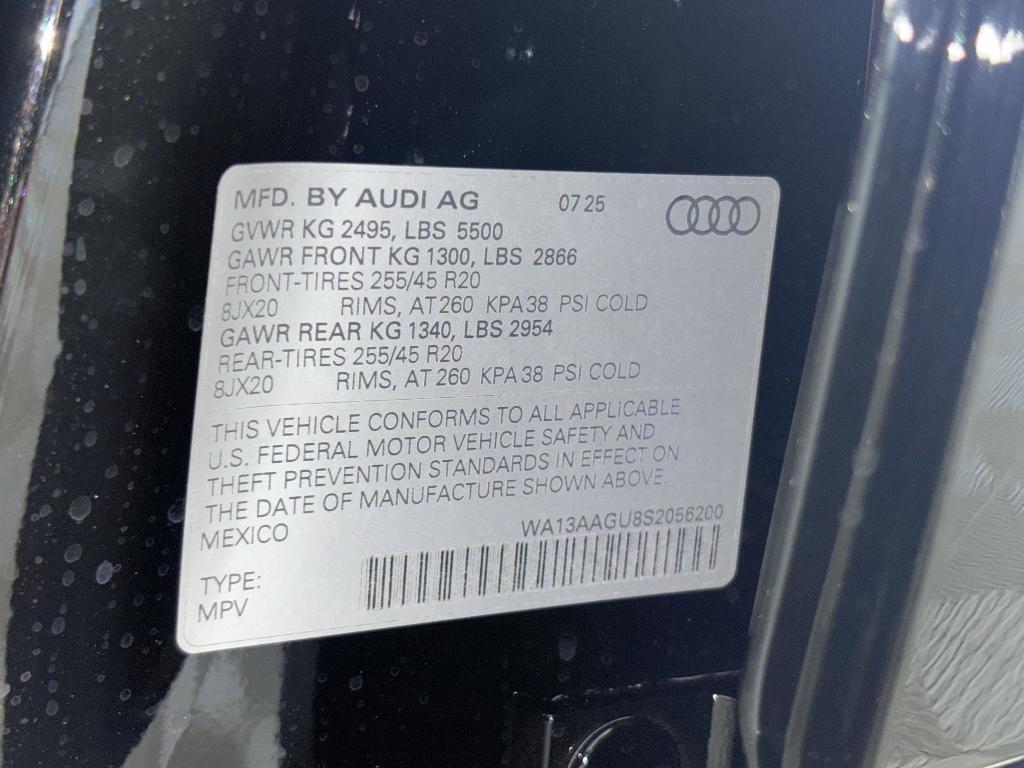 MFD. BY AUDI AG 07 25
GVWR KG 2495, LBS 5500
GAWR FRONT KG 1300, LBS 2866
FRONT-TIRES 255/45 R20
8JX20 RIMS, AT 260 KPA 38 PSI COLD
GAWR REAR KG 1340, LBS 2954
REAR-TIRES 255/45 R20
8JX20 RIMS, AT 260 KPA 38 PSI COLD
THIS VEHICLE CONFORMS TO ALL APPLICABLE
U.S. FEDERAL MOTOR VEHICLE SAFETY AND
THEFT PREVENTION STANDARDS IN EFFECT ON
THE DATE OF MANUFACTURE SHOWN ABOVE.
MEXICO WA13AAGU8S2056200
TYPE:
MPV